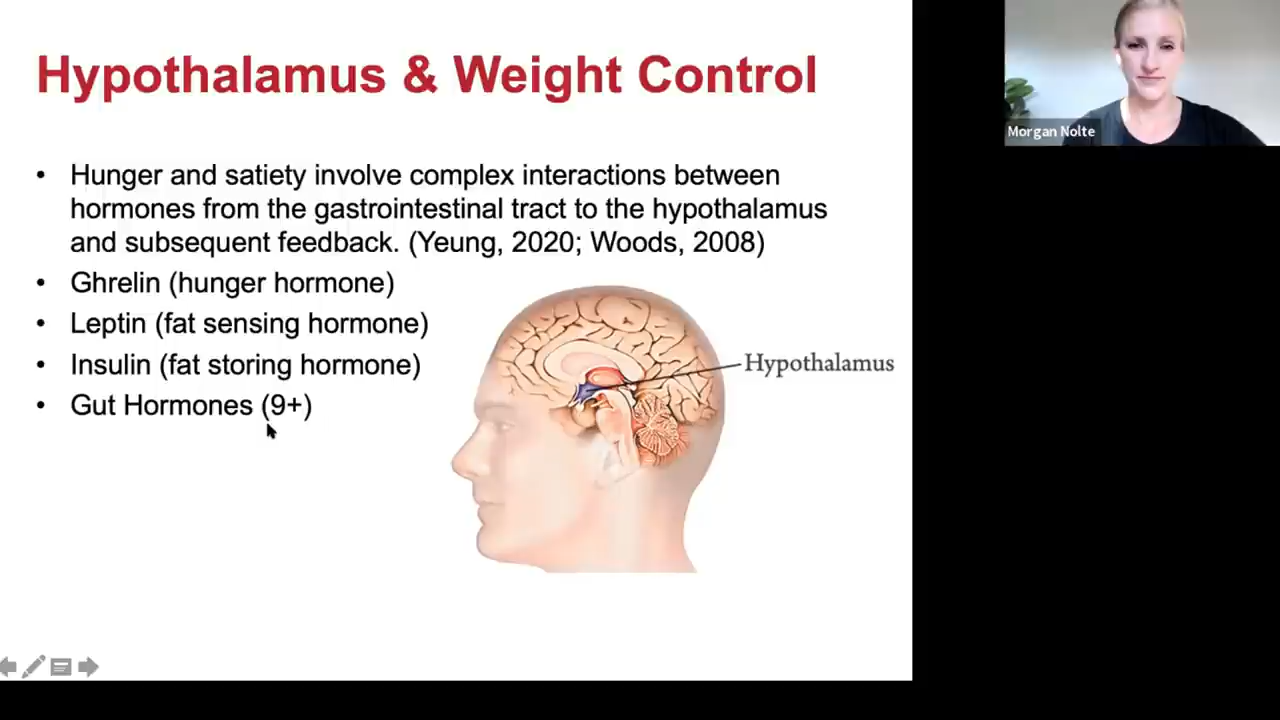 Hypothalamus & Weight Control
• Hunger and satiety involve complex interactions between
hormones from the gastrointestinal tract to the hypothalamus
and subsequent feedback. (Yeung, 2020; Woods, 2008)
• Ghrelin (hunger hormone)
• Leptin (fat sensing hormone)
• Insulin (fat storing hormone)
• Gut Hormones (9+)
Hypothalamus
Morgan Nolte